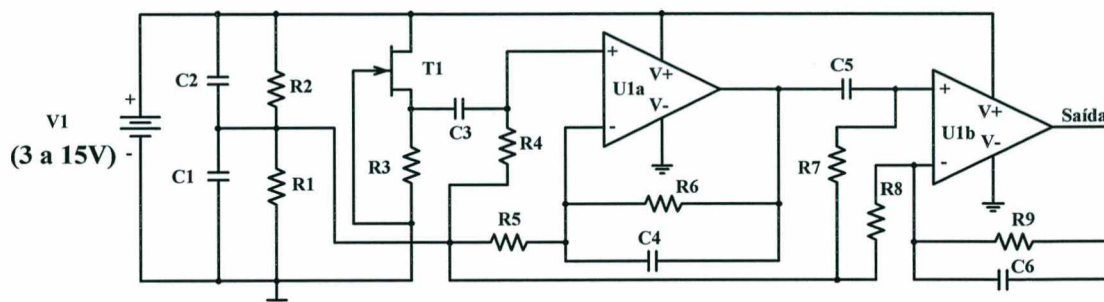 C2
R2
T1
+
V1
(3 a 15V)
-
C1
R1
R3
C3
R4
+
U1a
V+
V-
-
C5
+
V+
U1b
V-
-
Saída
R7
R8
R5
R6
C4
R9
C6